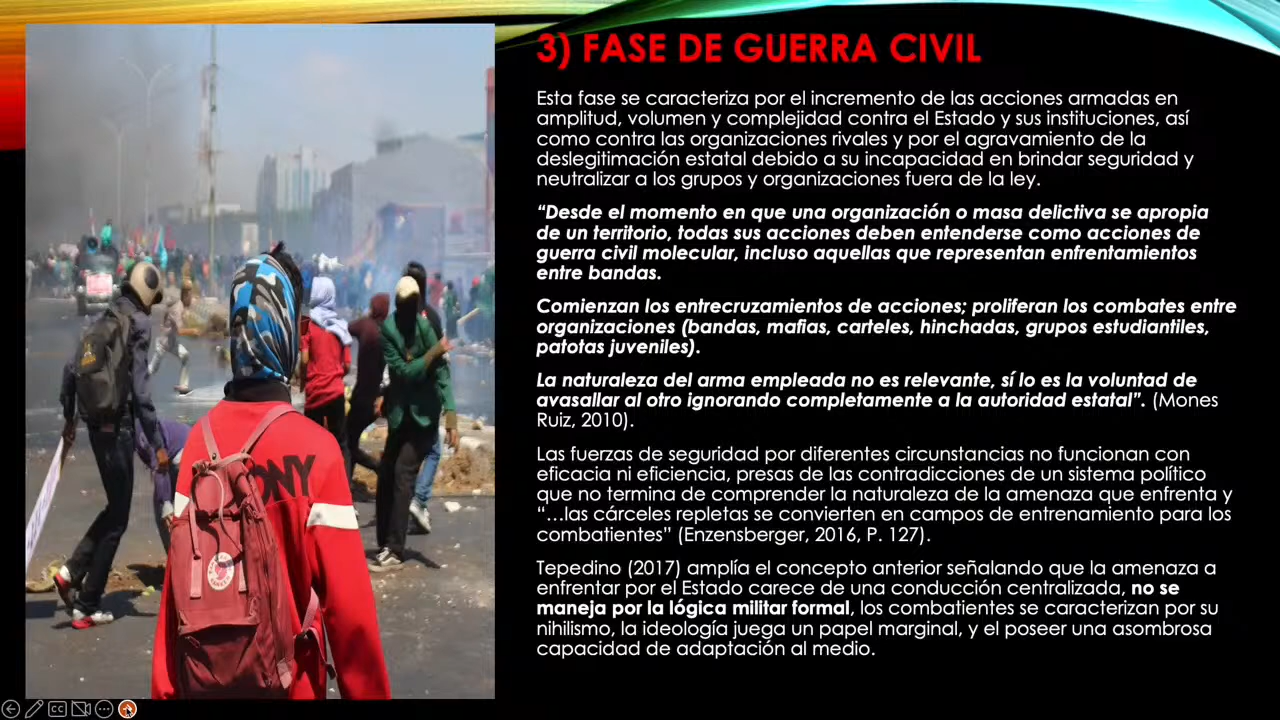 3) FASE DE GUERRA CIVIL
Esta fase se caracteriza por el incremento de las acciones armadas en
amplitud, volumen y complejidad contra el Estado y sus instituciones, así
como contra las organizaciones rivales y por el agravamiento de la
deslegitimación estatal debido a su incapacidad en brindar seguridad y
neutralizar a los grupos y organizaciones fuera de la ley.
“Desde el momento en que una organización o masa delictiva se apropia
de un territorio, todas sus acciones deben entenderse como acciones de
guerra civil molecular, incluso aquellas que representan enfrentamientos
entre bandas.
Comienzan los entrecruzamientos de acciones; proliferan los combates entre
organizaciones (bandas, mafias, carteles, hinchadas, grupos estudiantiles,
patotas juveniles).
La naturaleza del arma empleada no es relevante, sí lo es la voluntad de
avasallar al otro ignorando completamente a la autoridad estatal”. (Mones
Ruiz, 2010).
Las fuerzas de seguridad por diferentes circunstancias no funcionan con
eficacia ni eficiencia, presas de las contradicciones de un sistema político
que no termina de comprender la naturaleza de la amenaza que enfrenta y
“…las cárceles repletas se convierten en campos de entrenamiento para los
combatientes” (Enzensberger, 2016, P. 127).
Tepedino (2017) amplía el concepto anterior señalando que la amenaza a
enfrentar por el Estado carece de una conducción centralizada, no se
maneja por la lógica militar formal, los combatientes se caracterizan por su
nihilismo, la ideología juega un papel marginal, y el poseer una asombrosa
capacidad de adaptación al medio.
ONY
CC